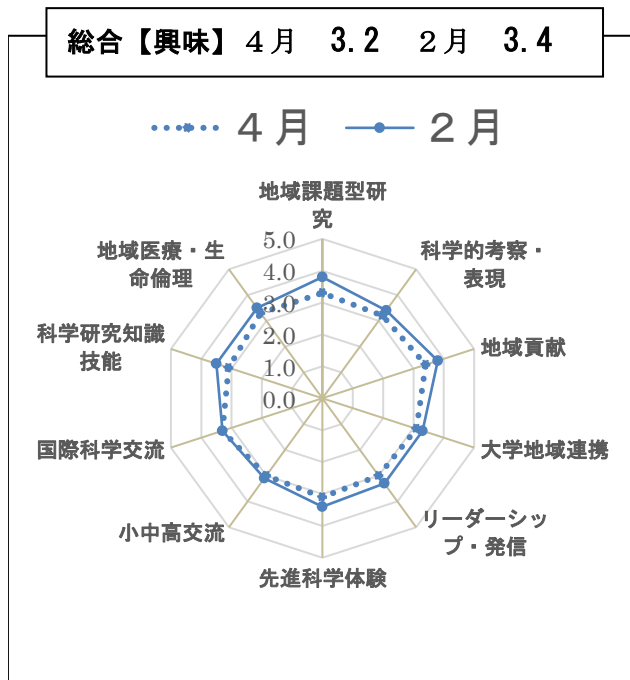 総合【興味】４月　3.2　２月　3.4
４月　２月
地域課題型研
究
科学的考察・
表現
地域貢献
大学地域連携
リーダーシッ
プ・発信
先進科学体験
小中高交流
国際科学交流
科学研究知識
技能
地域医療・生
命倫理
5.0
4.0
3.0
2.0
1.0
0.0